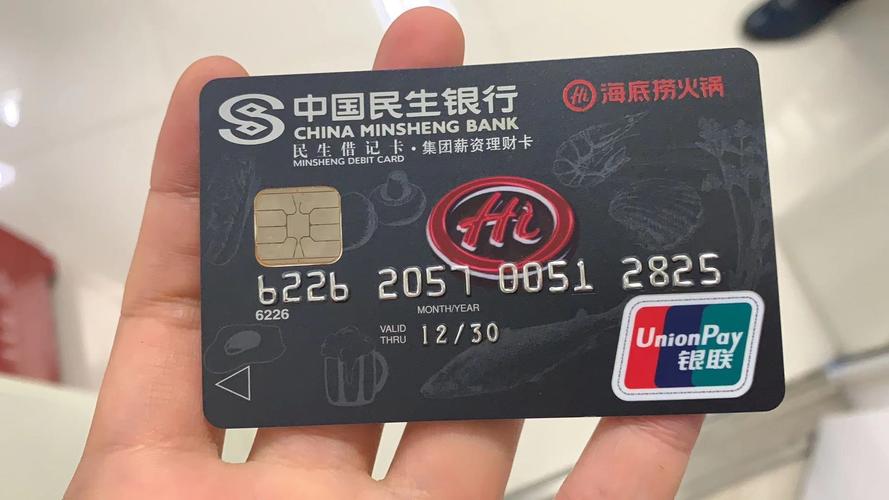 中国民生银行
CHINA MINSHENG BANK
民生借记卡·集团薪资理财卡
MINSHENG DEBIT CARD
Hi 海底捞火锅
Hi
6226 2057 0051 2825
6226
MONTH/YEAR
VALID THRU 12/30
UnionPay
银联